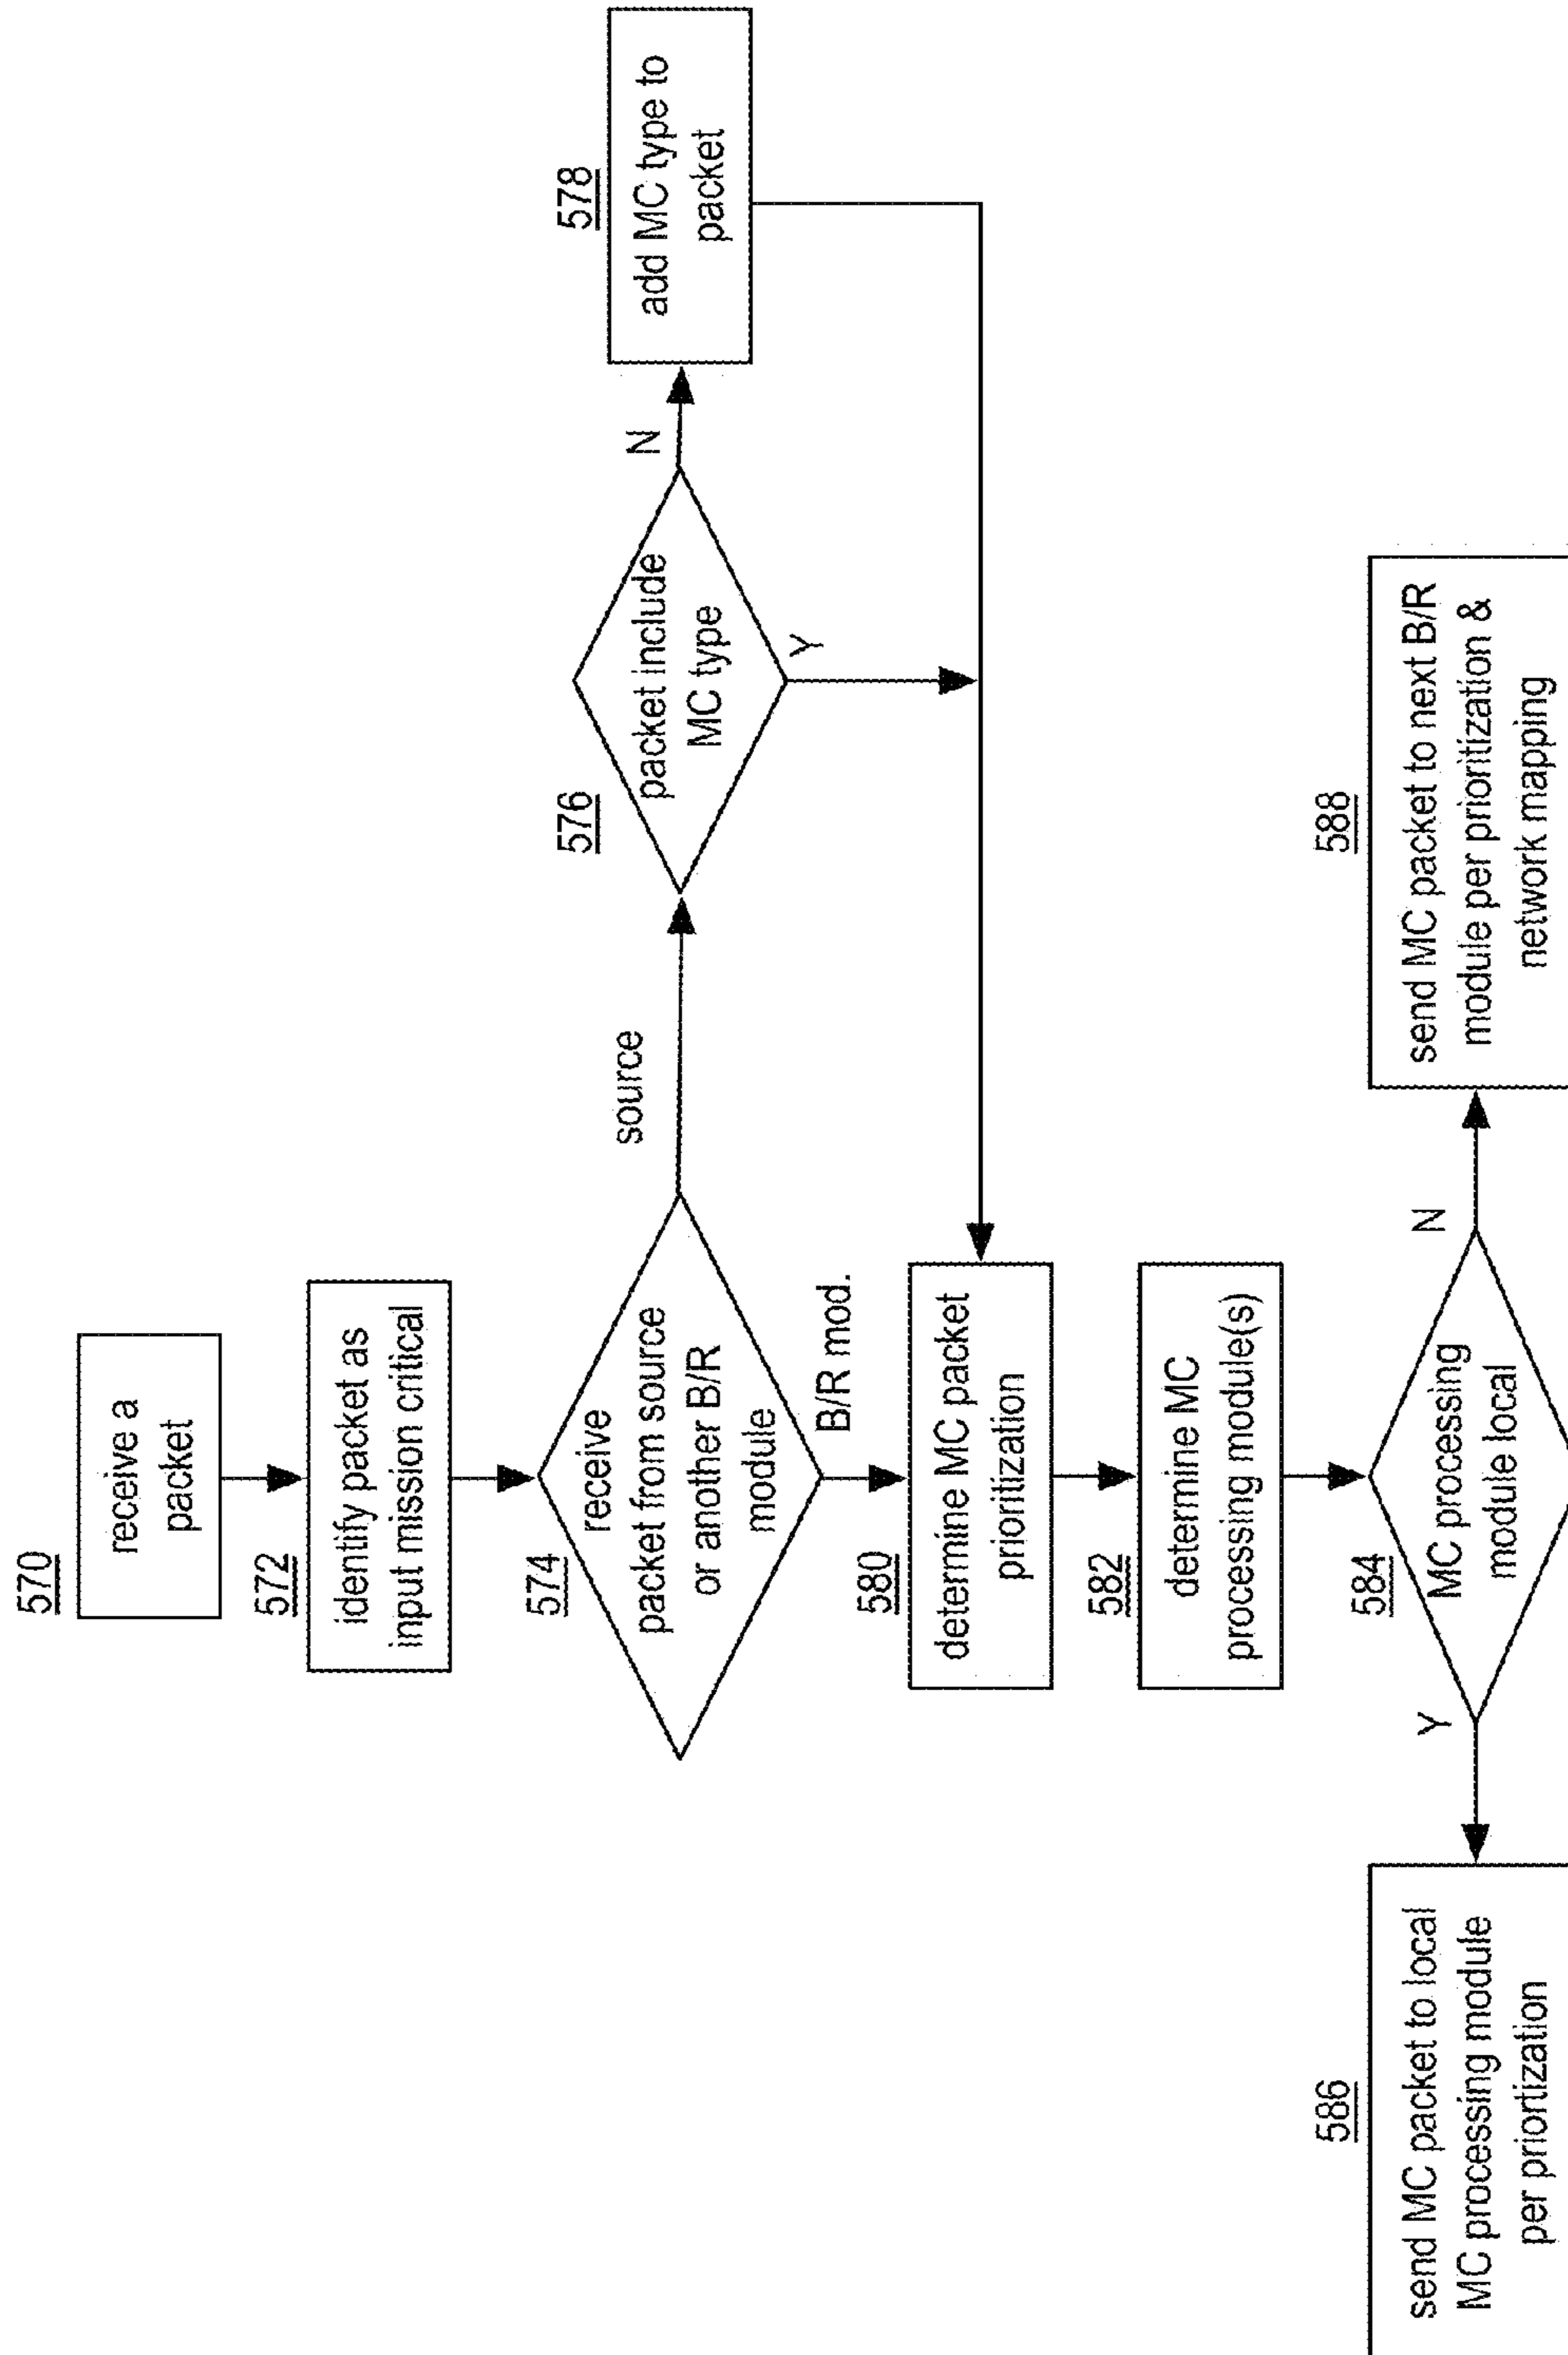 570
receive a
packet
572
identify packet as
input mission critical
574
receive
packet from source
or another B/R
module
source
B/R mod.
576
packet include
MC type
N
Y
578
add MC type to
packet
580
determine MC packet
prioritization
582
determine MC
processing module(s)
584
MC processing
module local
Y
N
586
send MC packet to local
MC processing module
per priortization
588
send MC packet to next B/R
module per prioritization &
network mapping